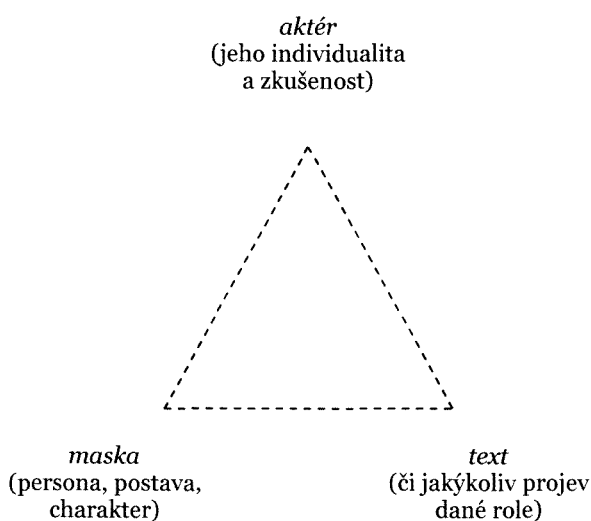 aktér
(jeho individualita
a zkušenost)
maska
(persona, postava,
charakter)
text
(či jakýkoliv projev
dané role)